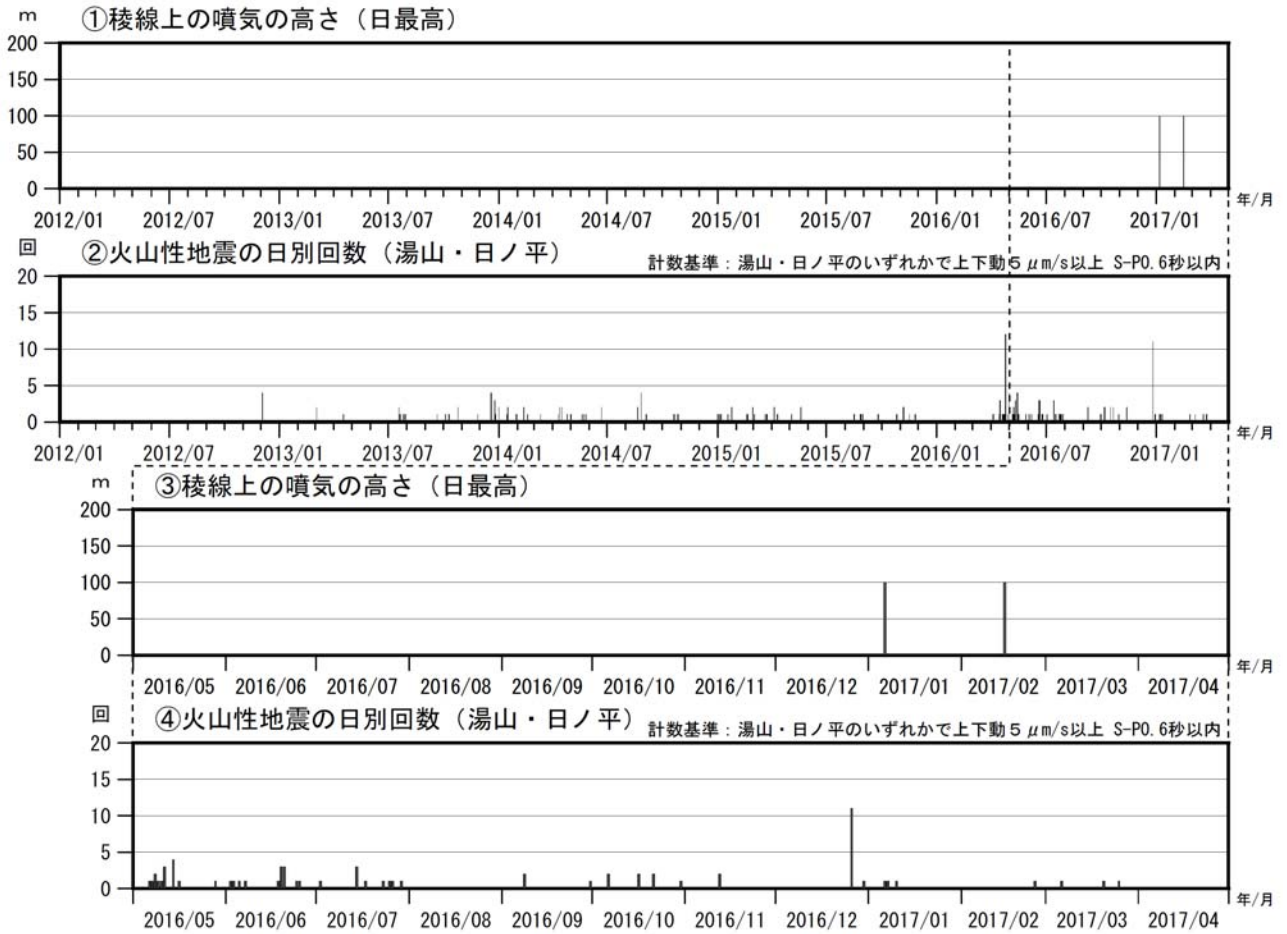 m ①稜線上の噴気の高さ（日最高）
200
150
100
50
0
2012/01 2012/07 2013/01 2013/07 2014/01 2014/07 2015/01 2015/07 2016/01 2016/07 2017/01 年/月
回 ②火山性地震の日別回数（湯山・日ノ平） 計数基準：湯山・日ノ平のいずれかで上下動５μm/s以上 S-P0.6秒以内
20
15
10
5
0
2012/01 2012/07 2013/01 2013/07 2014/01 2014/07 2015/01 2015/07 2016/01 2016/07 2017/01 年/月
m ③稜線上の噴気の高さ（日最高）
200
150
100
50
0
2016/05 2016/06 2016/07 2016/08 2016/09 2016/10 2016/11 2016/12 2017/01 2017/02 2017/03 2017/04 年/月
回 ④火山性地震の日別回数（湯山・日ノ平） 計数基準：湯山・日ノ平のいずれかで上下動５μm/s以上 S-P0.6秒以内
20
15
10
5
0
2016/05 2016/06 2016/07 2016/08 2016/09 2016/10 2016/11 2016/12 2017/01 2017/02 2017/03 2017/04 年/月